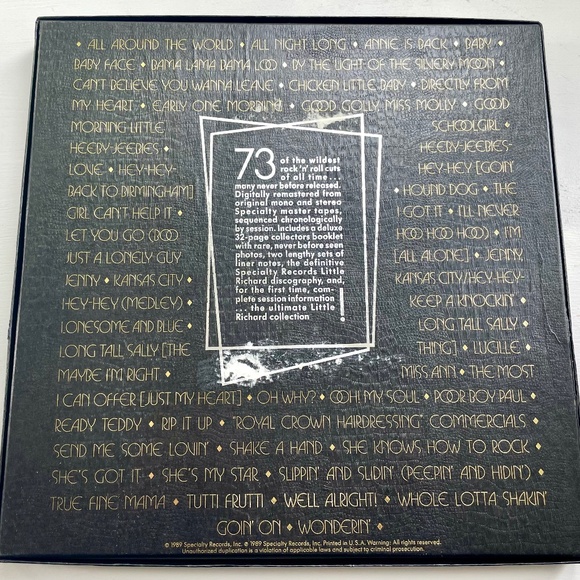 • ALL AROUND THE WORLD • ALL NIGHT LONG • ANNIE IS BACK • BABY •
BABY FACE • BAMA LAMA BAMA LOO • BY THE LIGHT OF THE SILVERY MOON •
CAN'T BELIEVE YOU WANNA LEAVE • CHICKEN LITTLE BABY • DIRECTLY FROM
MY HEART • EARLY ONE MORNING • GOOD GOLLY MISS MOLLY • GOOD
MORNING LITTLE SCHOOLGIRL •
HEEBY-JEEBIES • HEEBY-JEEBIES-
LOVE • HEY-HEY- HEY-HEY [GOIN'
BACK TO BIRMINGHAM] • HOUND DOG • THE
GIRL CAN'T HELP IT • I GOT IT • I'LL NEVER
LET YOU GO (BOO HOO HOO HOO) • I'M
JUST A LONELY GUY [ALL ALONE] • JENNY,
JENNY • KANSAS CITY • KANSAS CITY/HEY-HEY-
HEY-HEY (MEDLEY) • KEEP A KNOCKIN' •
LONESOME AND BLUE • LONG TALL SALLY •
LONG TALL SALLY [THE THING] • LUCILLE •
MAYBE I'M RIGHT • MISS ANN • THE MOST
I CAN OFFER [JUST MY HEART] • OH WHY? • OOH! MY SOUL • POOR BOY PAUL •
READY TEDDY • RIP IT UP • "ROYAL CROWN HAIRDRESSING" COMMERCIALS •
SEND ME SOME LOVIN' • SHAKE A HAND • SHE KNOWS HOW TO ROCK •
SHE'S GOT IT • SHE'S MY STAR • SLIPPIN' AND SLIDIN' (PEEPIN' AND HIDIN') •
TRUE FINE MAMA • TUTTI FRUTTI • WELL ALRIGHT! • WHOLE LOTTA SHAKIN'
GOIN' ON • WONDERIN' •
73 of the wildest
rock 'n' roll cuts
of all time . . .
many never before released.
Digitally remastered from
original mono and stereo
Specialty master tapes,
sequenced chronologically
by session. Includes a deluxe
32-page collectors booklet
with rare, never before seen
photos, two lengthy sets of
liner notes, the definitive
Specialty Records Little
Richard discography, and,
for the first time, com-
plete session information
. . . the ultimate Little
Richard collection !
© 1989 Specialty Records, Inc. ℗ 1989 Specialty Records, Inc. Printed in U.S.A. Warning: All rights reserved.
Unauthorized duplication is a violation of applicable laws and subject to criminal prosecution.